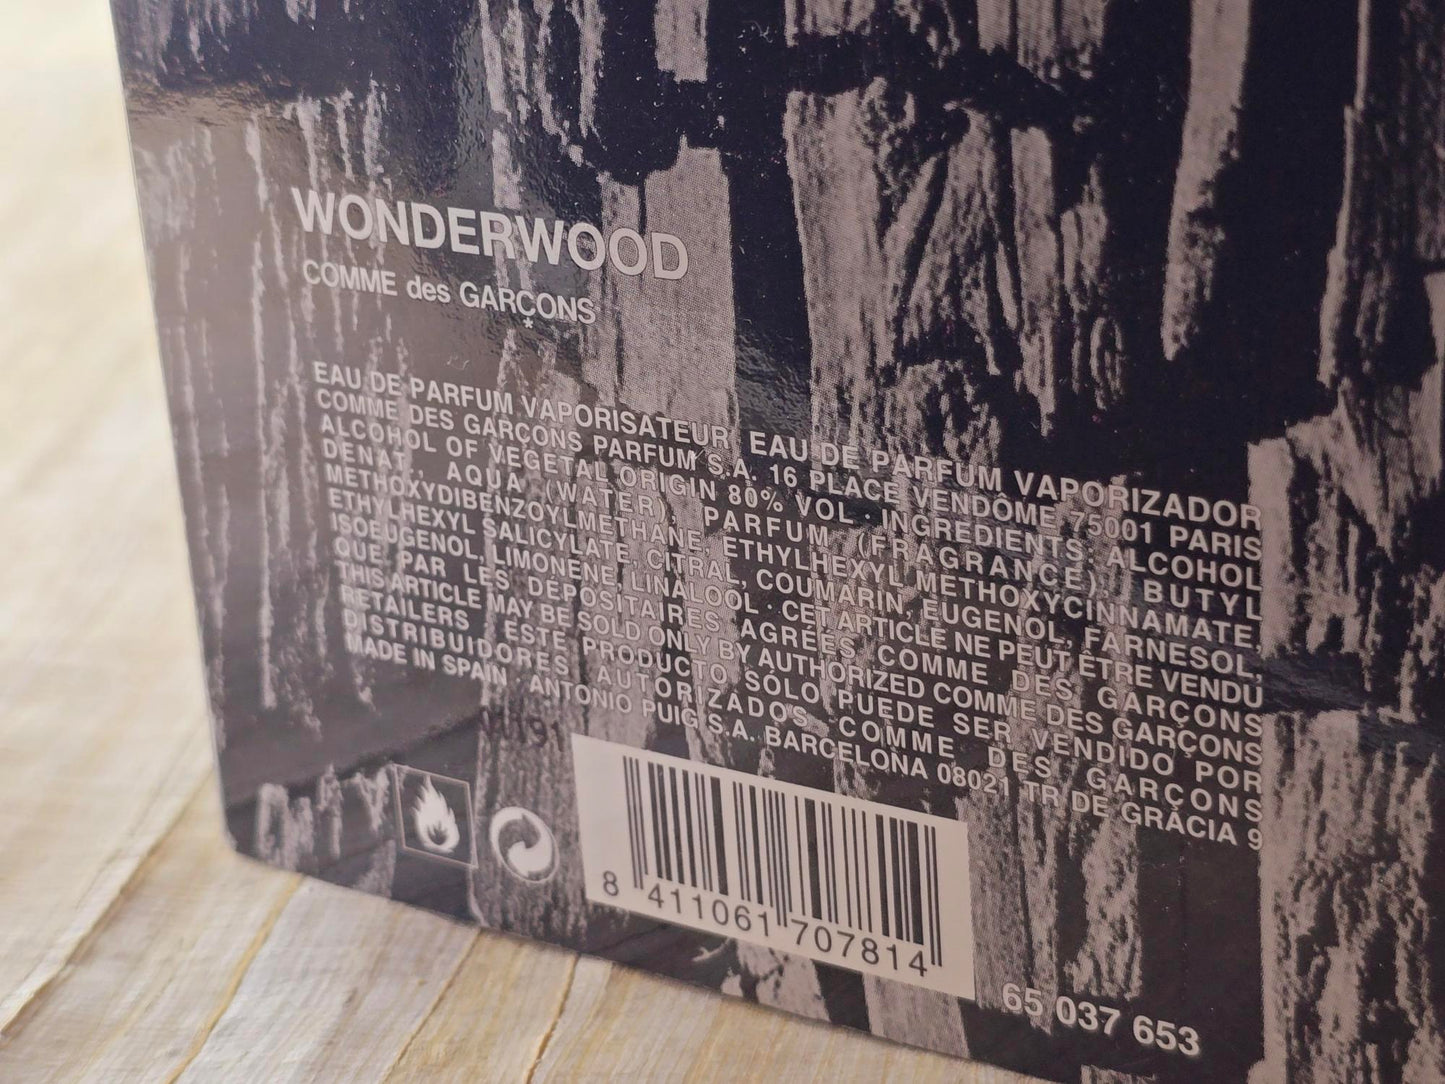 WONDERWOOD
COMME des GARÇONS
*
EAU DE PARFUM VAPORISATEUR EAU DE PARFUM VAPORIZADOR
COMME DES GARÇONS PARFUM S.A. 16 PLACE VENDÔME 75001 PARIS
ALCOHOL OF VEGETAL ORIGIN 80% VOL · INGREDIENTS: ALCOHOL
DENAT., AQUA (WATER), PARFUM (FRAGRANCE), BUTYL
METHOXYDIBENZOYLMETHANE, ETHYLHEXYL METHOXYCINNAMATE,
ETHYLHEXYL SALICYLATE, CITRAL, COUMARIN, EUGENOL, FARNESOL,
ISOEUGENOL, LIMONENE, LINALOOL · CET ARTICLE NE PEUT ÊTRE VENDU
QUE PAR LES DÉPOSITAIRES AGRÉÉS COMME DES GARÇONS
THIS ARTICLE MAY BE SOLD ONLY BY AUTHORIZED COMME DES GARÇONS
RETAILERS · ESTE PRODUCTO SÓLO PUEDE SER VENDIDO POR
DISTRIBUIDORES AUTORIZADOS COMME DES GARÇONS
MADE IN SPAIN · ANTONIO PUIG S.A. BARCELONA 08021 TR DE GRÀCIA 9
8 411061 707814
65 037 653